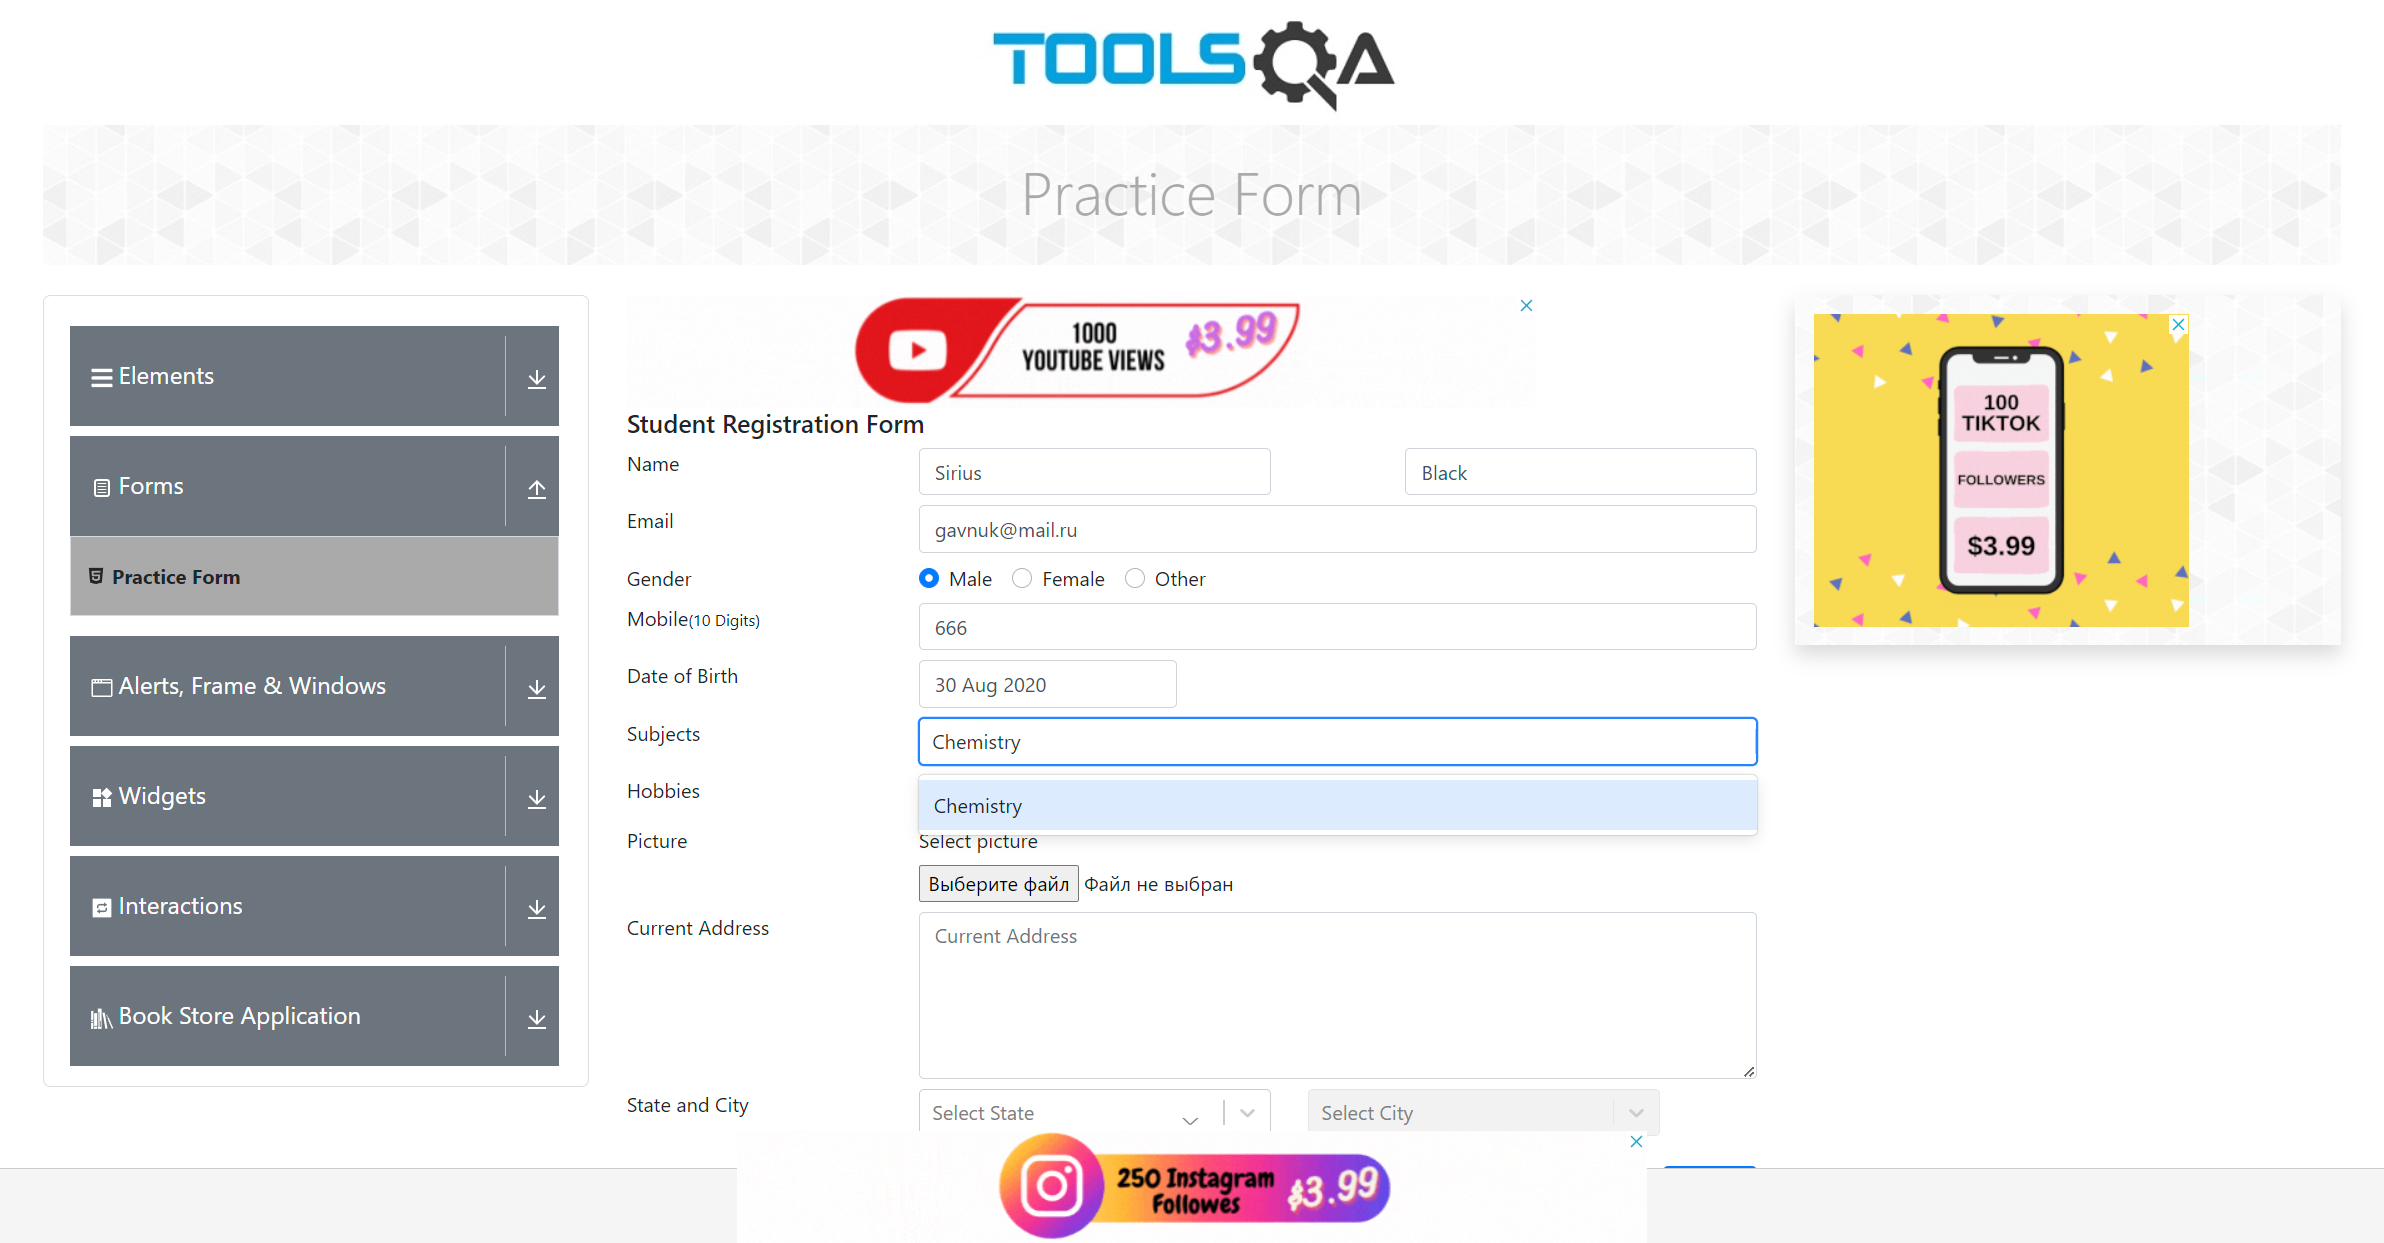 TOOLSQA
Practice Form
Elements
Forms
Practice Form
Alerts, Frame & Windows
Widgets
Interactions
Book Store Application
1000
YOUTUBE VIEWS
$3.99
Student Registration Form
Name
Sirius
Black
Email
gavnuk@mail.ru
Gender
Male
Female
Other
Mobile(10 Digits)
666
Date of Birth
30 Aug 2020
Subjects
Chemistry
Hobbies
Chemistry
Picture
Select picture
Выберите файл Файл не выбран
Current Address
Current Address
State and City
Select State
Select City
100
TIKTOK
FOLLOWERS
$3.99
250 Instagram
Followes
$3.99